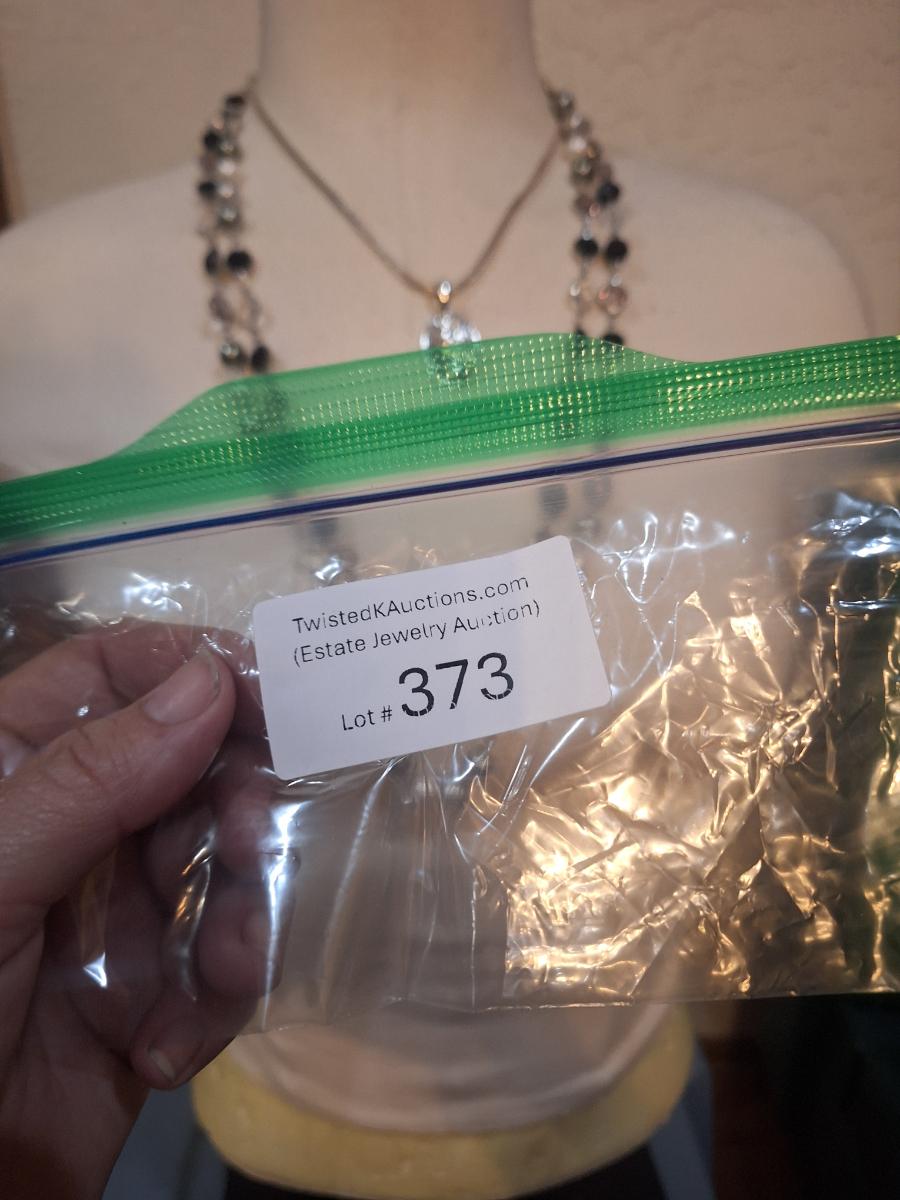 TwistedKAuctions.com
(Estate Jewelry Auction)
Lot # 373